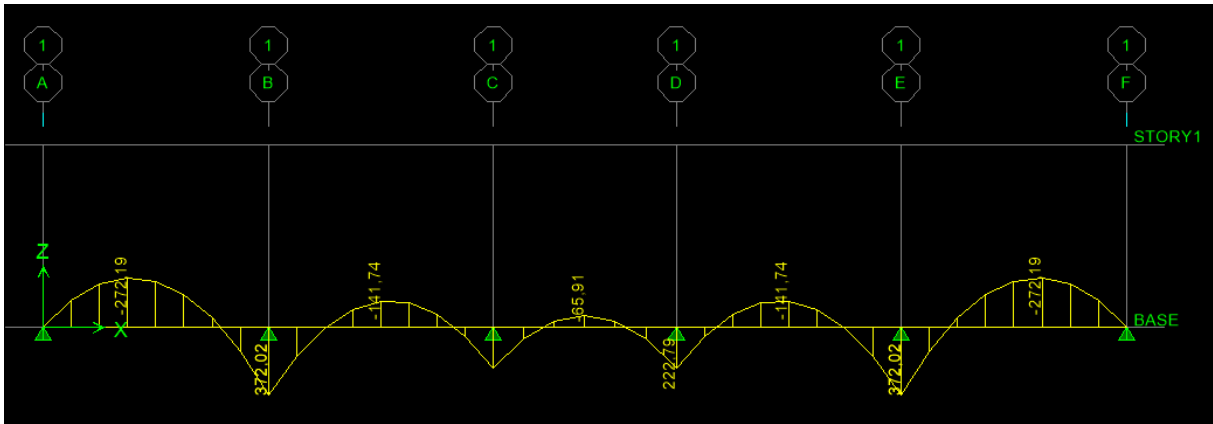 1 1 1 1 1 1
A B C D E F
STORY1
Z
-272,19 -141,74 -65,91 -141,74 -272,19
X
BASE
372,02 222,79 372,02